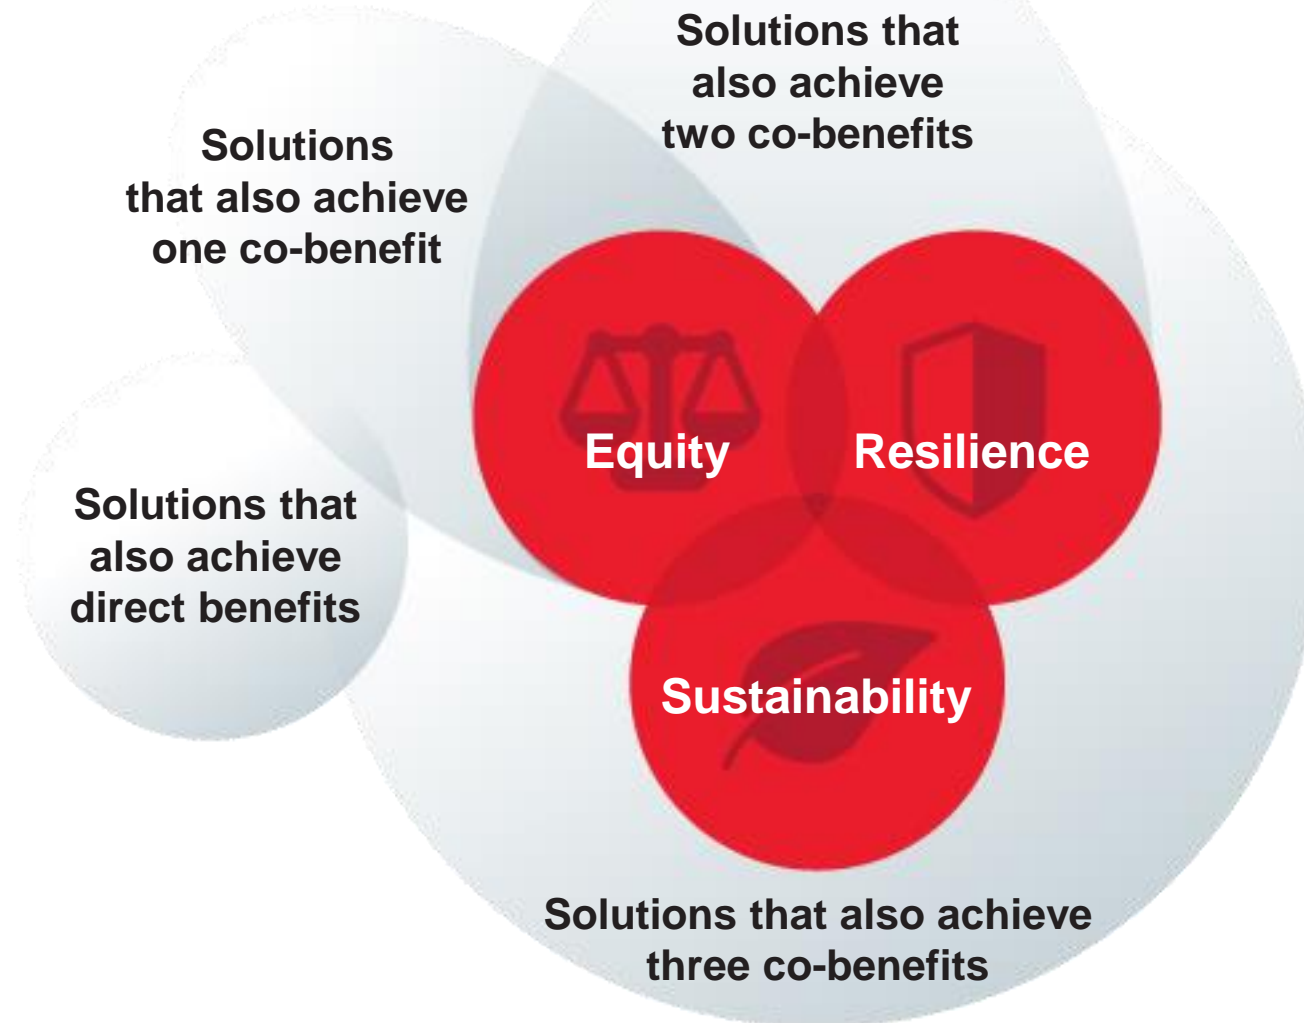 Solutions that
also achieve
two co-benefits
Solutions
that also achieve
one co-benefit
Equity
Resilience
Solutions that
also achieve
direct benefits
Sustainability
Solutions that also achieve
three co-benefits